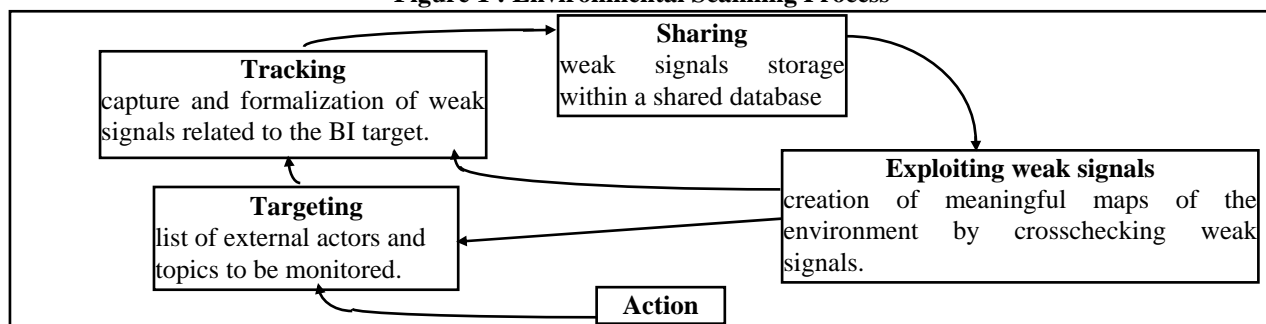 Figure 1 : Environmental Scanning Process
Sharing
weak signals storage
within a shared database
Tracking
capture and formalization of weak
signals related to the BI target.
Exploiting weak signals
creation of meaningful maps of the
environment by crosschecking weak
signals.
Targeting
list of external actors and
topics to be monitored.
Action